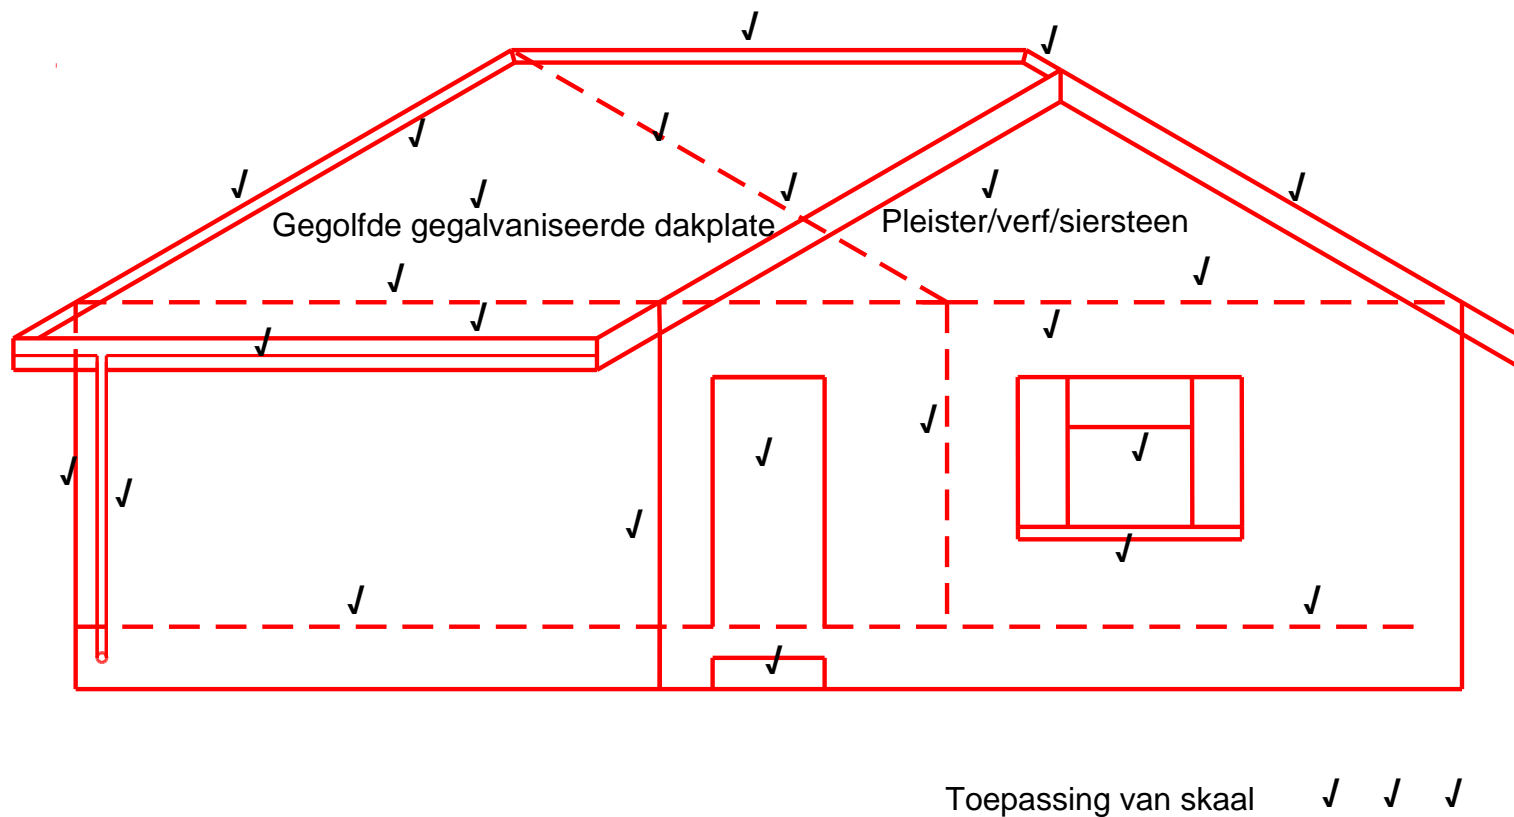 Gegolfde gegalvaniseerde dakplate
Pleister/verf/siersteen
Toepassing van skaal √ √ √